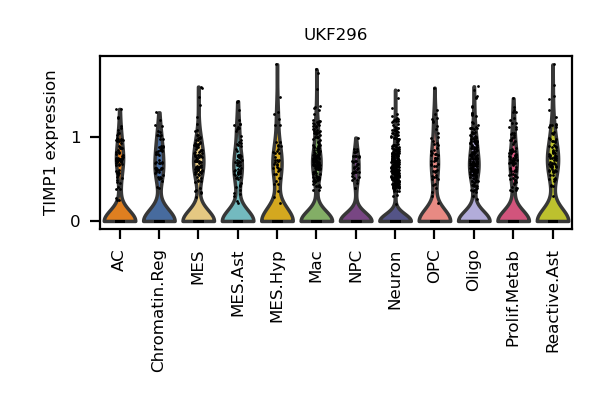 UKF296
TIMP1 expression
1
0
AC
Chromatin.Reg
MES
MES.Ast
MES.Hyp
Mac
NPC
Neuron
OPC
Oligo
Prolif.Metab
Reactive.Ast